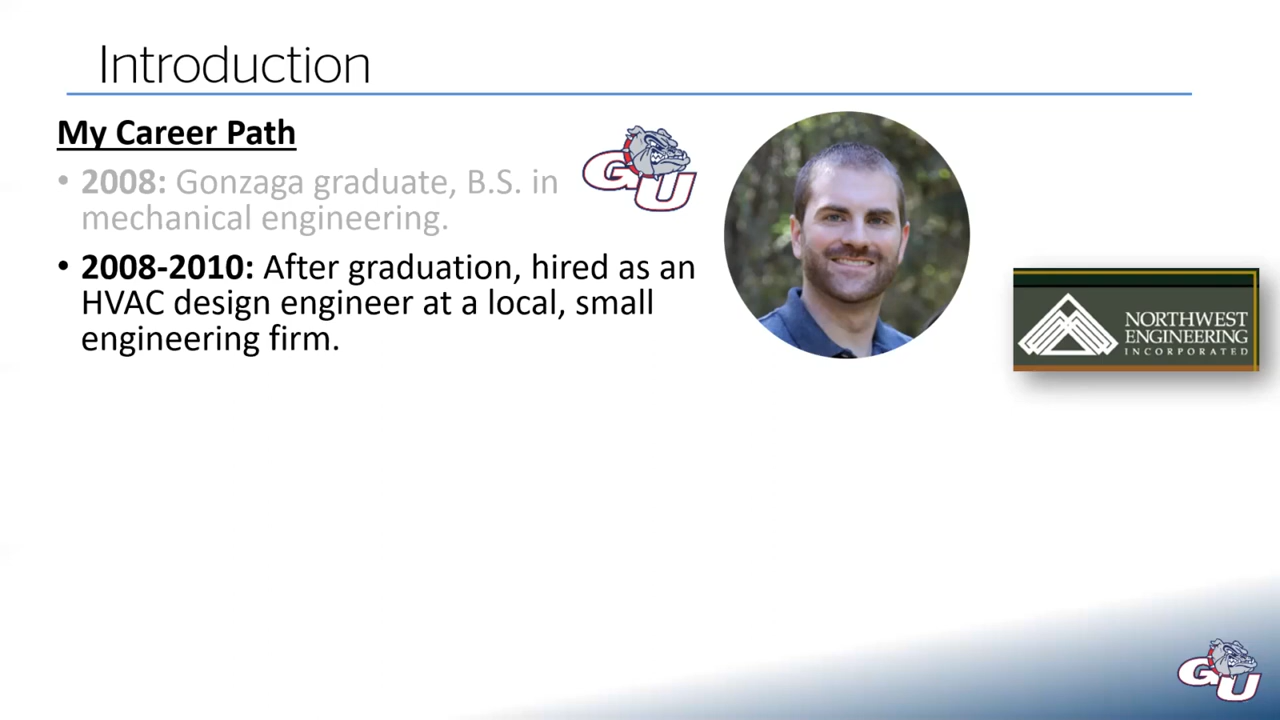 Introduction
My Career Path
• 2008: Gonzaga graduate, B.S. in
mechanical engineering.
GU
• 2008-2010: After graduation, hired as an
HVAC design engineer at a local, small
engineering firm.
NORTHWEST
ENGINEERING
INCORPORATED
GU